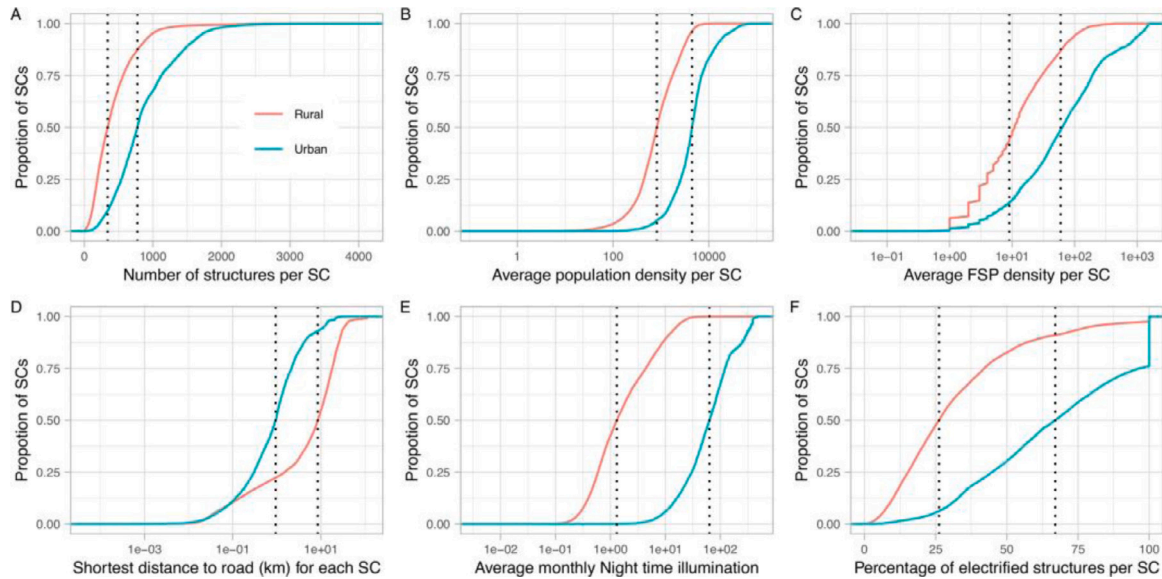 A
Propotion of SCs
1.00
0.75
0.50
0.25
0.00
Rural
Urban
0 1000 2000 3000 4000
Number of structures per SC
B
Propotion of SCs
1.00
0.75
0.50
0.25
0.00
1 100 10000
Average population density per SC
C
Propotion of SCs
1.00
0.75
0.50
0.25
0.00
1e−01 1e+00 1e+01 1e+02 1e+03
Average FSP density per SC
D
Propotion of SCs
1.00
0.75
0.50
0.25
0.00
1e−03 1e−01 1e+01
Shortest distance to road (km) for each SC
E
Propotion of SCs
1.00
0.75
0.50
0.25
0.00
1e−02 1e+00 1e+01 1e+02
Average monthly Night time illumination
F
Propotion of SCs
1.00
0.75
0.50
0.25
0.00
0 25 50 75 100
Percentage of electrified structures per SC